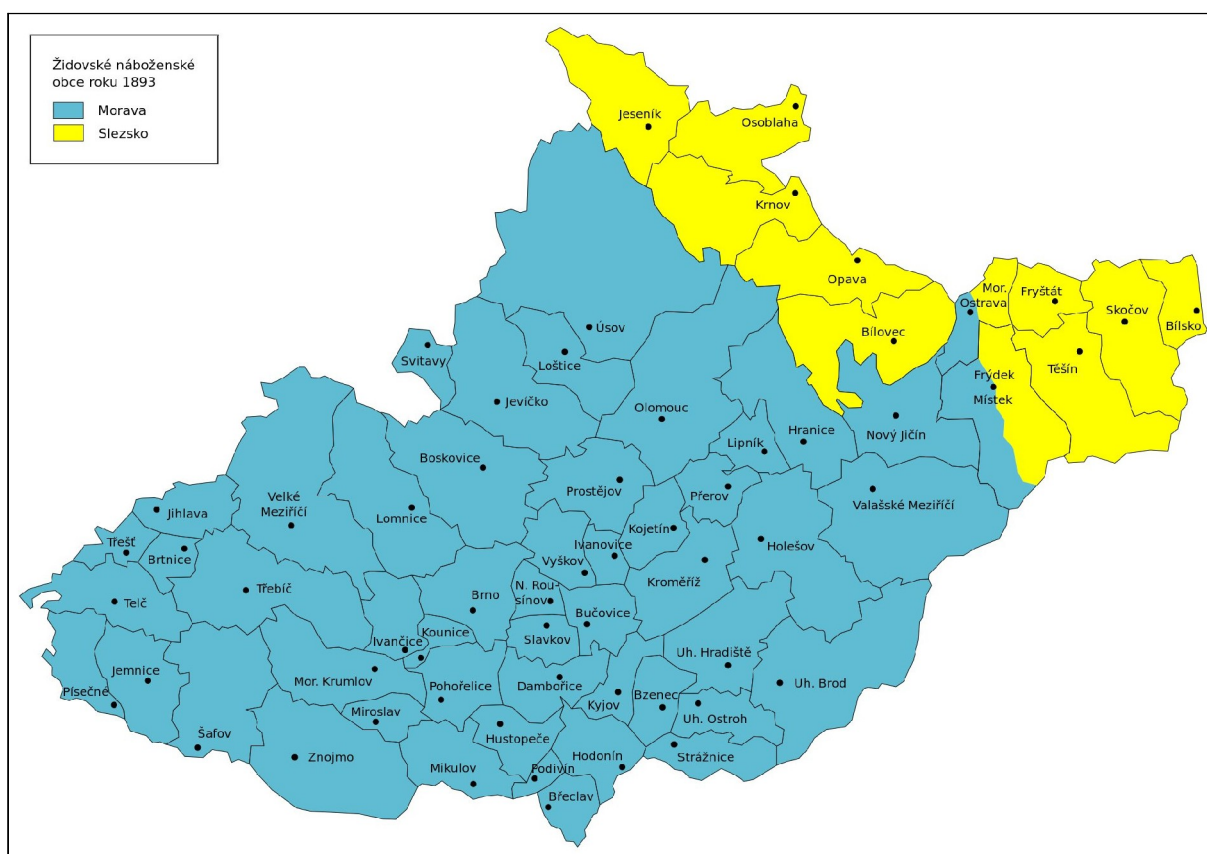 Židovské náboženské
obce roku 1893
Morava
Slezsko
Jeseník
Osoblaha
Krnov
Opava
Mor.
Ostrava
Fryštát
Skočov
Bílsko
Bílovec
Těšín
Frýdek
Místek
Úsov
Loštice
Svitavy
Jevíčko
Olomouc
Nový Jičín
Hranice
Lipník
Boskovice
Prostějov
Přerov
Valašské Meziříčí
Velké
Meziříčí
Lomnice
Jihlava
Kojetín
Třešť
Brtnice
Ivanovice
Vyškov
Holešov
Kroměříž
Telč
Třebíč
Brno
N. Rou-
sínov
Bučovice
Ivančice
Kounice
Slavkov
Uh. Hradiště
Jemnice
Mor. Krumlov
Pohořelice
Dambořice
Uh. Brod
Písečné
Kyjov
Bzenec
Miroslav
Uh. Ostroh
Šafov
Hustopeče
Znojmo
Hodonín
Strážnice
Mikulov
Podivín
Břeclav